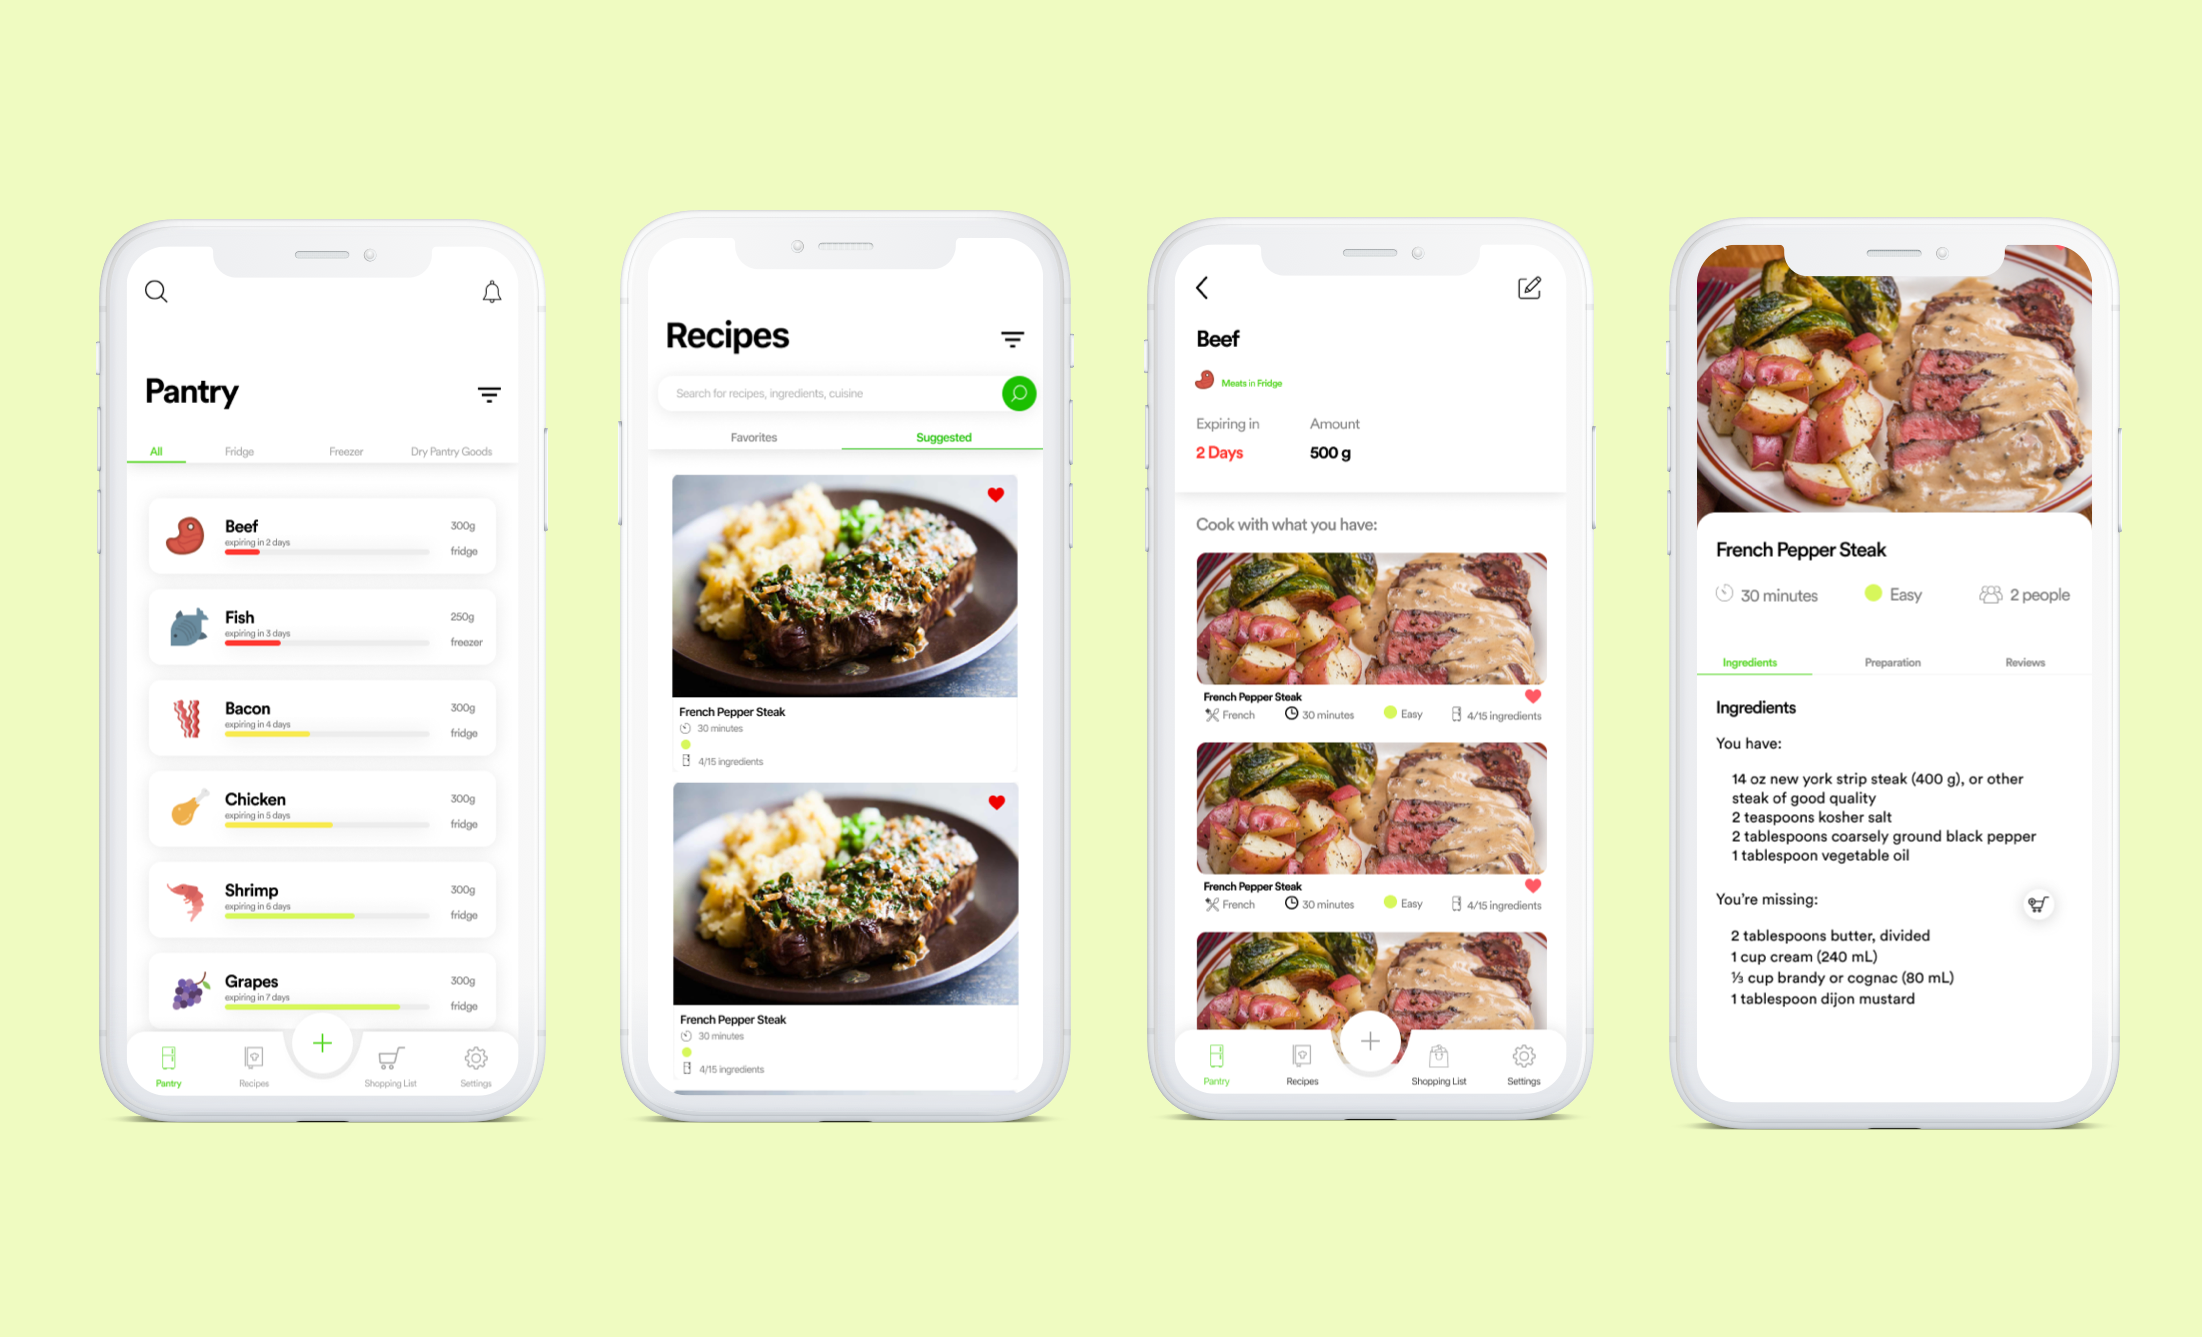 Pantry
All Fridge Freezer Dry Pantry Goods
Beef 300g
expiring in 2 days
fridge
Fish 250g
expiring in 3 days
freezer
Bacon 300g
expiring in 4 days
fridge
Chicken 300g
expiring in 5 days
fridge
Shrimp 300g
expiring in 6 days
fridge
Grapes 300g
expiring in 7 days
fridge
Pantry Recipes Shopping List Settings
Recipes
Search for recipes, ingredients, cuisine
Favorites Suggested
French Pepper Steak
30 minutes
4/15 ingredients
French Pepper Steak
30 minutes
4/15 ingredients
Beef
Meats in Fridge
Expiring in Amount
2 Days 500 g
Cook with what you have:
French Pepper Steak
French 30 minutes Easy 4/15 ingredients
French Pepper Steak
French 30 minutes Easy 4/15 ingredients
Pantry Recipes Shopping List Settings
French Pepper Steak
30 minutes Easy 2 people
Ingredients Preparation Reviews
Ingredients
You have:
14 oz new york strip steak (400 g), or other
steak of good quality
2 teaspoons kosher salt
2 tablespoons coarsely ground black pepper
1 tablespoon vegetable oil
You're missing:
2 tablespoons butter, divided
1 cup cream (240 mL)
⅓ cup brandy or cognac (80 mL)
1 tablespoon dijon mustard